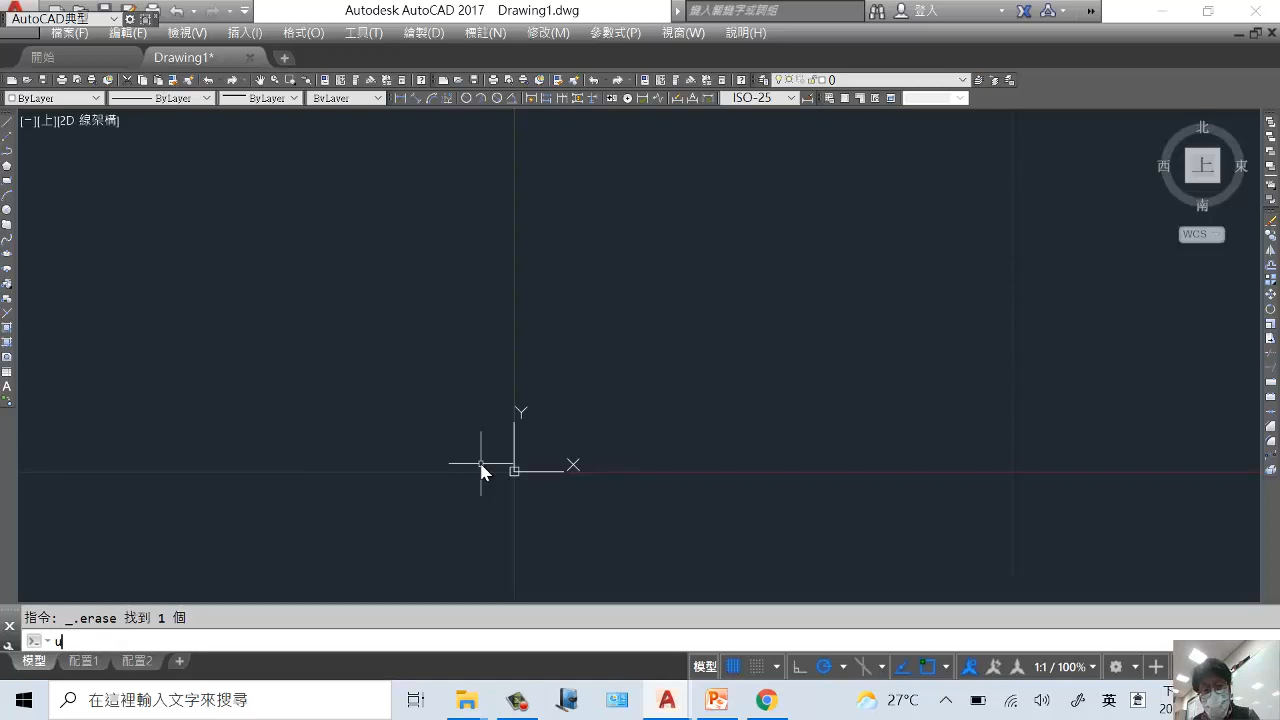 Autodesk AutoCAD 2017 Drawing1.dwg
鍵入關鍵字或詞組
登入
AutoCAD典型
檔案(F) 編輯(E) 檢視(V) 插入(I) 格式(O) 工具(T) 繪製(D) 標註(N) 修改(M) 參數式(P) 視窗(W) 說明(H)
開始 Drawing1*
0
ByLayer ByLayer ByLayer ByLayer ISO-25
[−][上][2D 線架構]
北
西 上 東
南
WCS
Y
X
指令: _.erase 找到 1 個
u
模型 配置1 配置2 模型 1:1 / 100%
在這裡輸入文字來搜尋 27°C 英